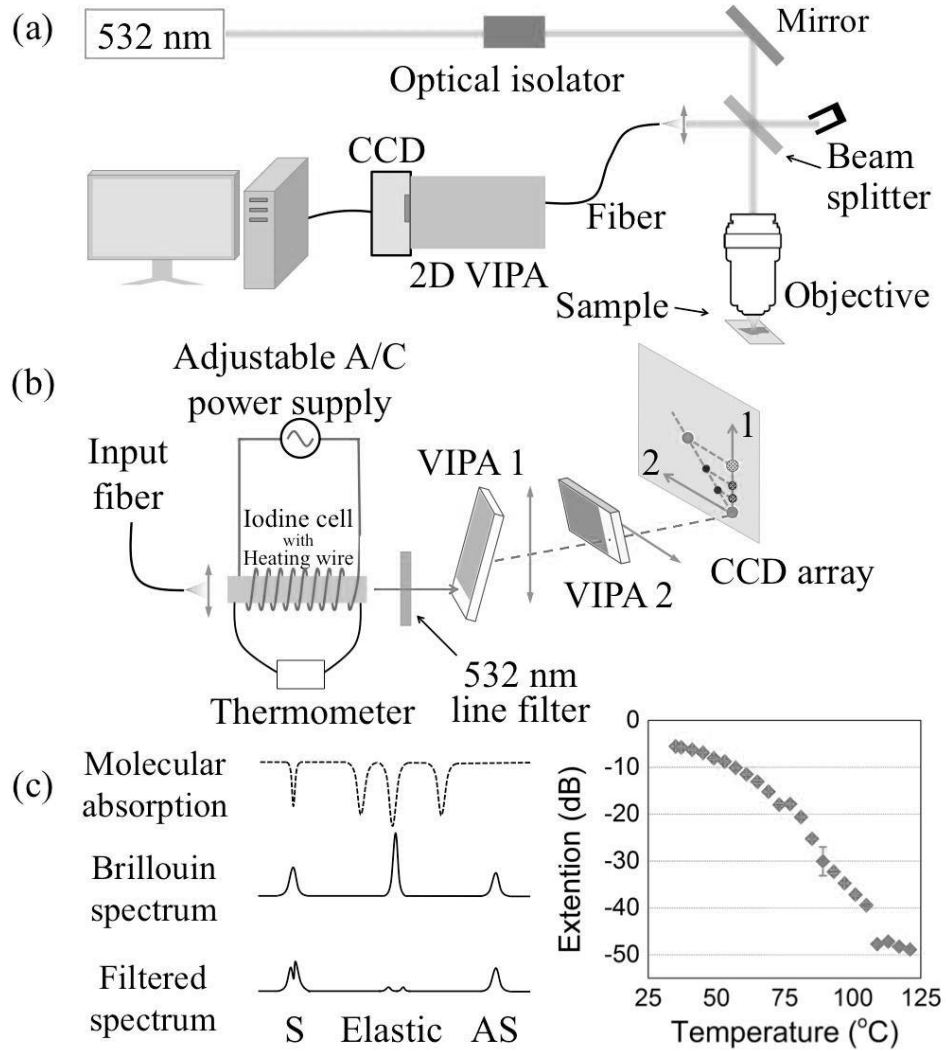 (a)
532 nm
Mirror
Optical isolator
CCD
Beam
splitter
Fiber
2D VIPA
Sample
Objective
(b)
Adjustable A/C
power supply
Input
fiber
Iodine cell
with
Heating wire
VIPA 1
1
2
VIPA 2
CCD array
532 nm
line filter
Thermometer
(c)
Molecular
absorption
Brillouin
spectrum
Filtered
spectrum
S Elastic AS
Extention (dB)
0
-10
-20
-30
-40
-50
25 50 75 100 125
Temperature (°C)